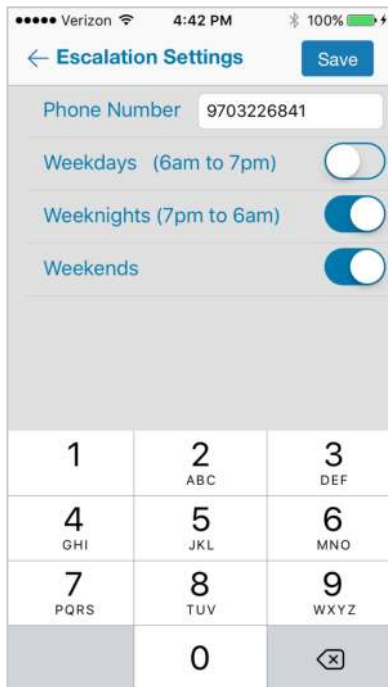 Verizon 4:42 PM 100%
Escalation Settings Save
Phone Number 9703226841
Weekdays (6am to 7pm)
Weeknights (7pm to 6am)
Weekends
1 2 3
ABC DEF
4 5 6
GHI JKL MNO
7 8 9
PQRS TUV WXYZ
0